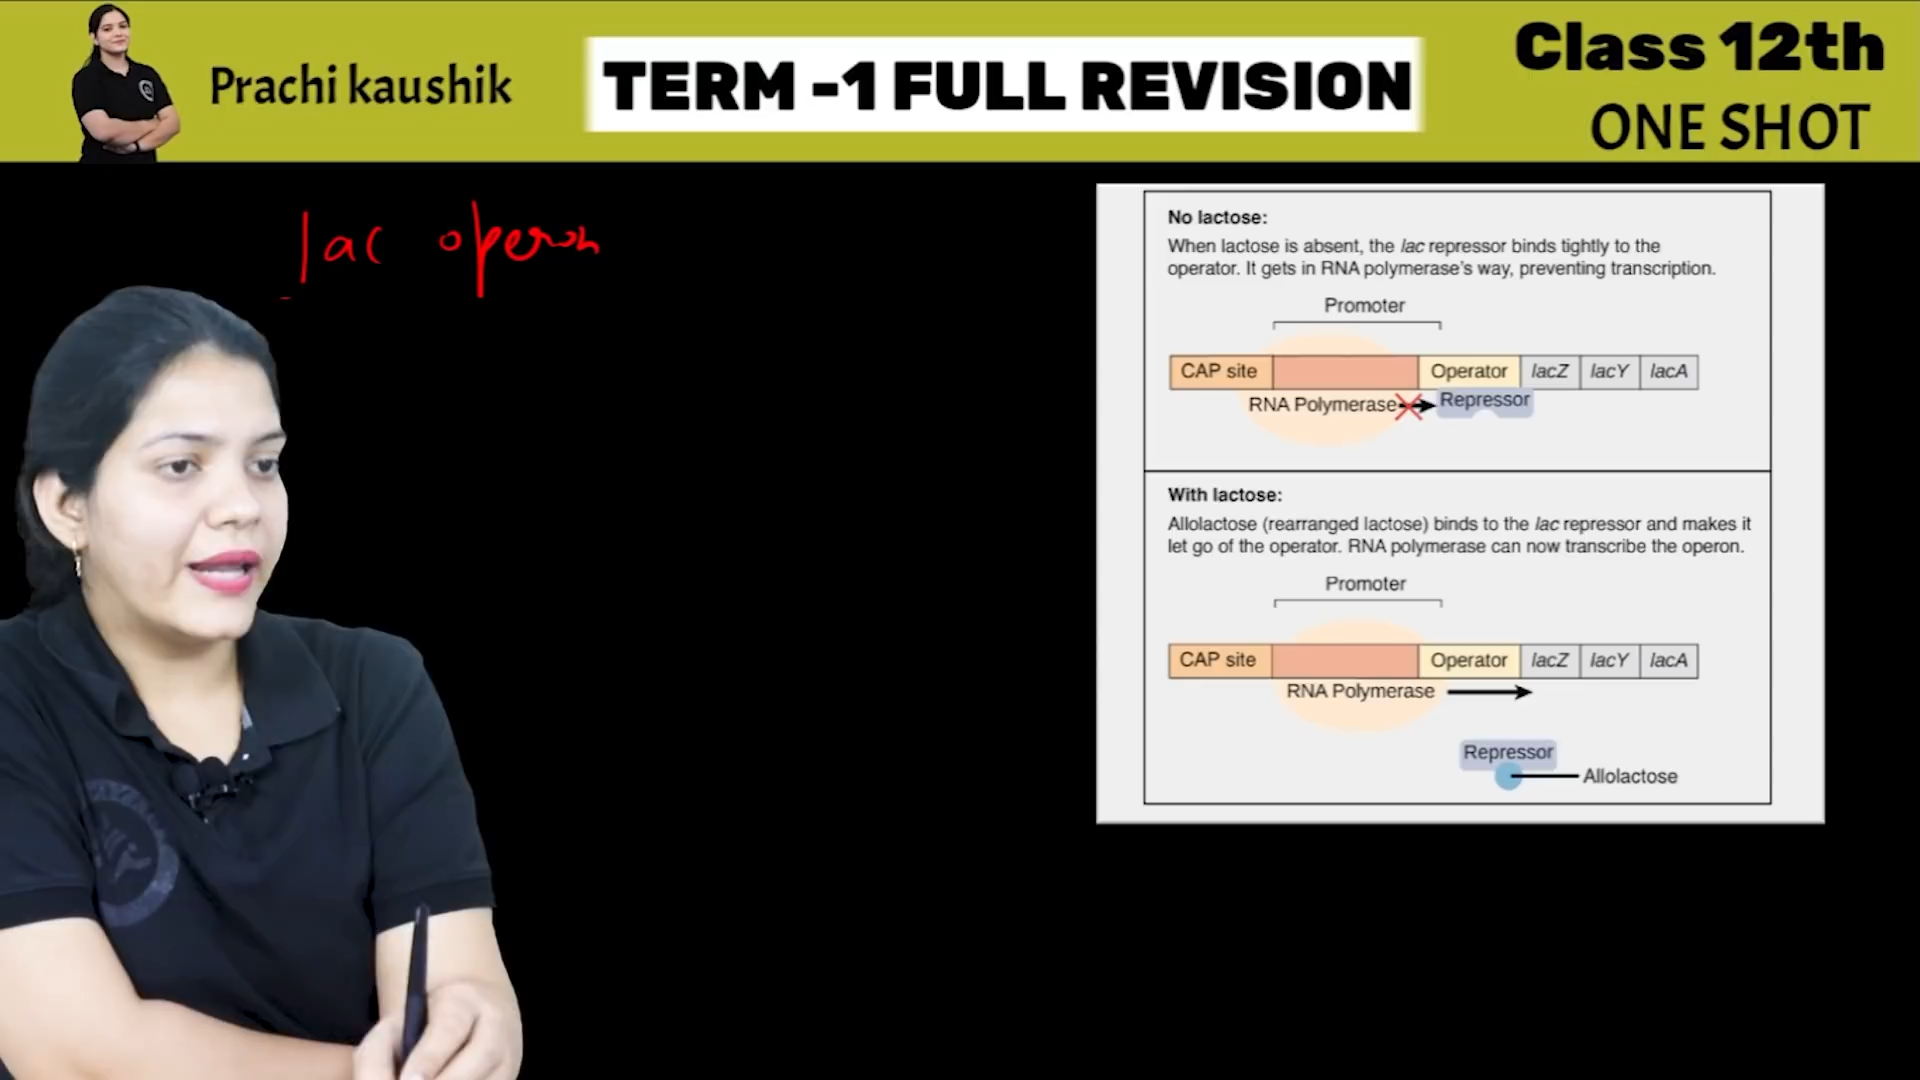 Prachi kaushik
TERM -1 FULL REVISION
Class 12th
ONE SHOT
lac operon
No lactose:
When lactose is absent, the lac repressor binds tightly to the
operator. It gets in RNA polymerase's way, preventing transcription.
Promoter
CAP site Operator lacZ lacY lacA
RNA Polymerase Repressor
With lactose:
Allolactose (rearranged lactose) binds to the lac repressor and makes it
let go of the operator. RNA polymerase can now transcribe the operon.
Promoter
CAP site Operator lacZ lacY lacA
RNA Polymerase
Repressor
Allolactose